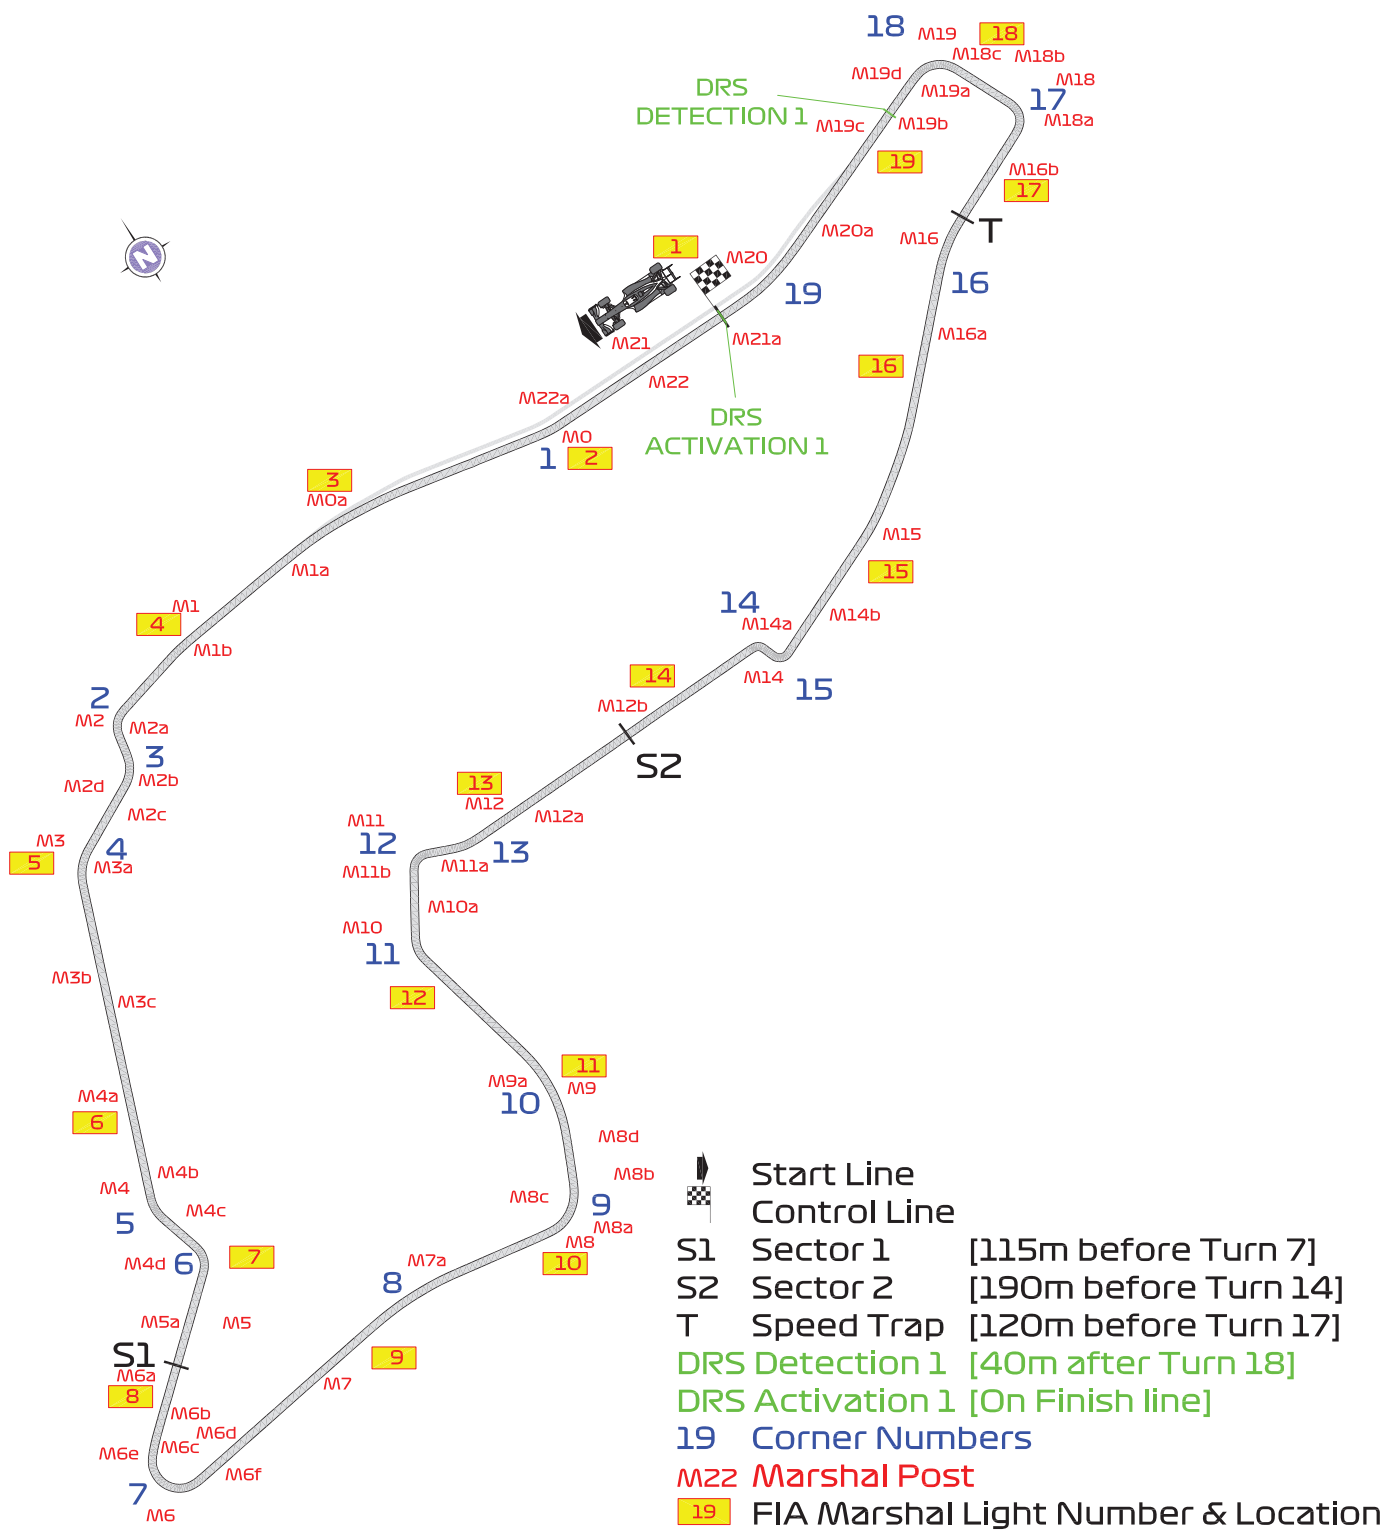 18
M19
18
M18c
M18b
M19d
M18
DRS
DETECTION 1
M19a
17
M19c
M19b
M18a
19
M16b
17
N
M20a
M16
T
1
M20
19
16
M21
M21a
M16a
16
M22
M22a
DRS
ACTIVATION 1
M0
1
2
3
M0a
M15
M1a
15
M1
4
14
M14a
M14b
M1b
14
M14
15
2
M2
M2a
M12b
3
S2
M2d
M2b
13
M12
M2c
M11
M12a
M3
4
12
13
5
M3a
M11b
M11a
M10a
M10
11
M3b
M3c
12
11
M9a
M9
M4a
10
6
M8d
M4b
M8b
M4
M8c
9
M4c
5
M8a
M8
M4d
6
7
M7a
10
8
M5a
M5
S1
9
M6a
8
M7
M6b
M6d
M6e
M6c
M6f
7
M6
Start Line
Control Line
S1 Sector 1 [115m before Turn 7]
S2 Sector 2 [190m before Turn 14]
T Speed Trap [120m before Turn 17]
DRS Detection 1 [40m after Turn 18]
DRS Activation 1 [On Finish line]
19 Corner Numbers
M22 Marshal Post
19 FIA Marshal Light Number & Location